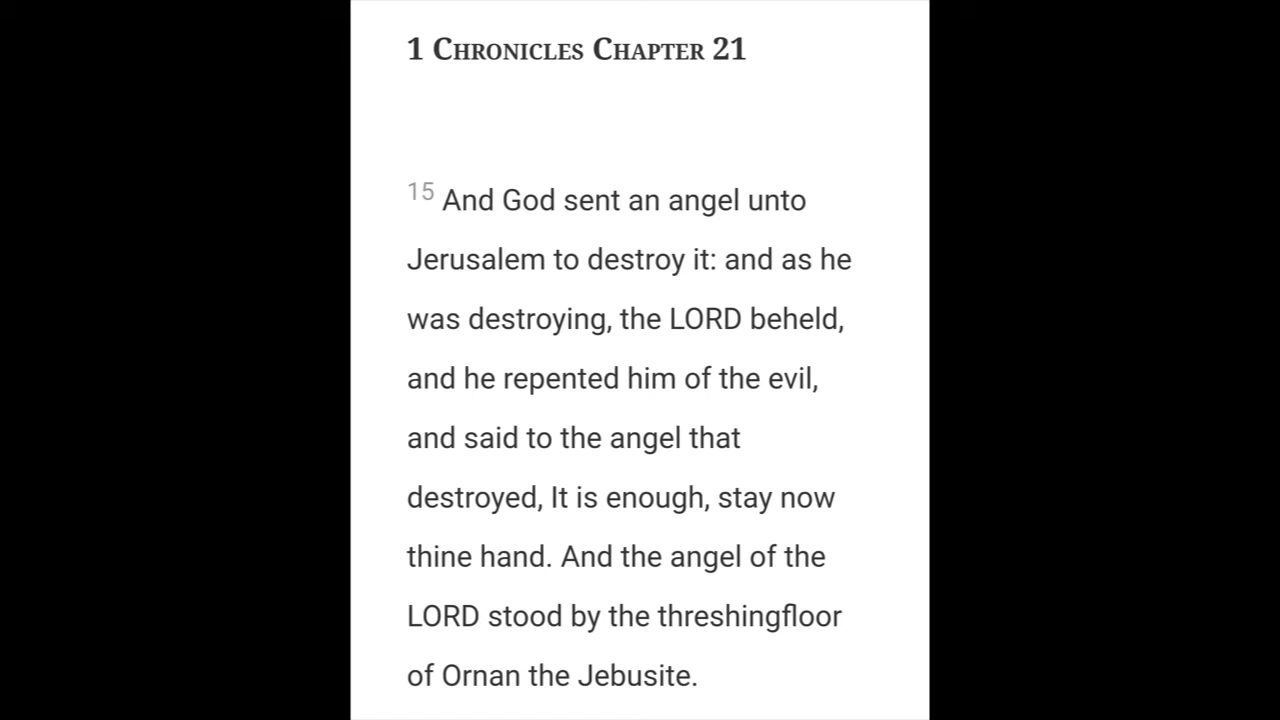 1 Chronicles Chapter 21
15 And God sent an angel unto
Jerusalem to destroy it: and as he
was destroying, the LORD beheld,
and he repented him of the evil,
and said to the angel that
destroyed, It is enough, stay now
thine hand. And the angel of the
LORD stood by the threshingfloor
of Ornan the Jebusite.